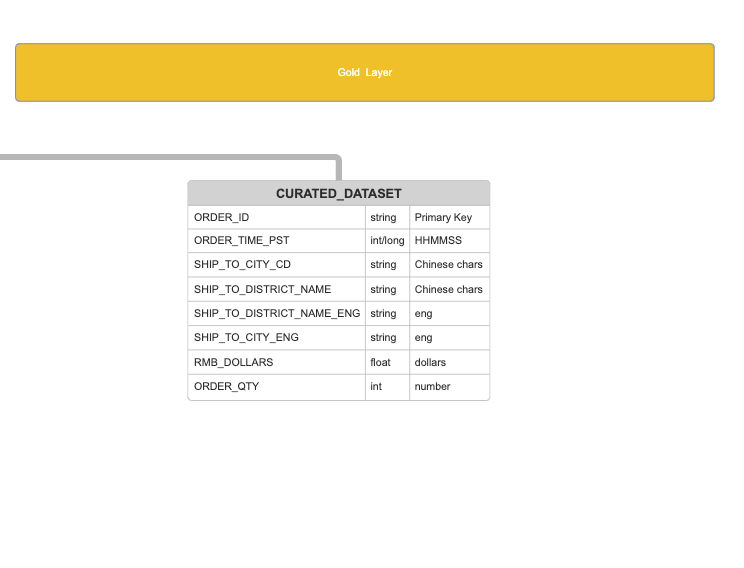 Gold Layer
CURATED_DATASET
ORDER_ID string Primary Key
ORDER_TIME_PST int/long HHMMSS
SHIP_TO_CITY_CD string Chinese chars
SHIP_TO_DISTRICT_NAME string Chinese chars
SHIP_TO_DISTRICT_NAME_ENG string eng
SHIP_TO_CITY_ENG string eng
RMB_DOLLARS float dollars
ORDER_QTY int number